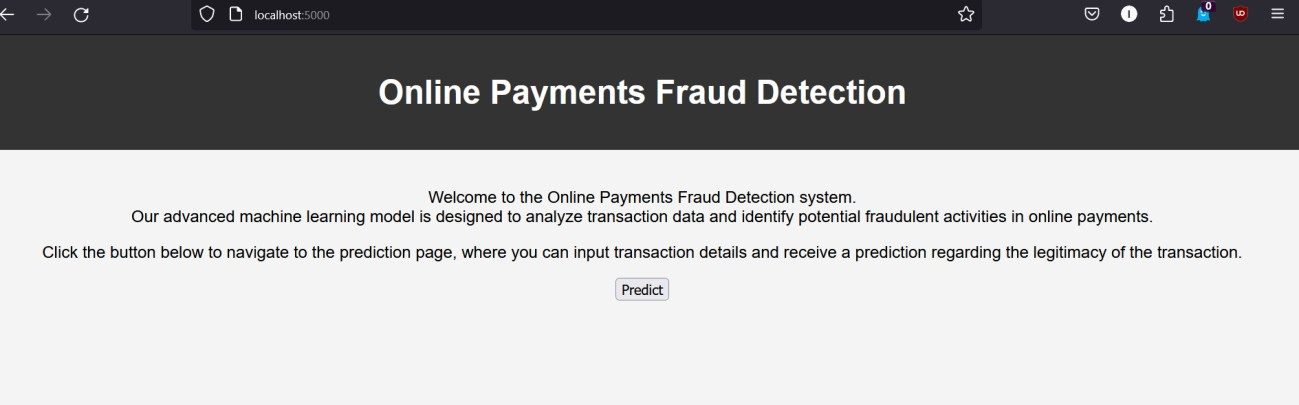 localhost:5000
0
Online Payments Fraud Detection
Welcome to the Online Payments Fraud Detection system.
Our advanced machine learning model is designed to analyze transaction data and identify potential fraudulent activities in online payments.
Click the button below to navigate to the prediction page, where you can input transaction details and receive a prediction regarding the legitimacy of the transaction.
Predict